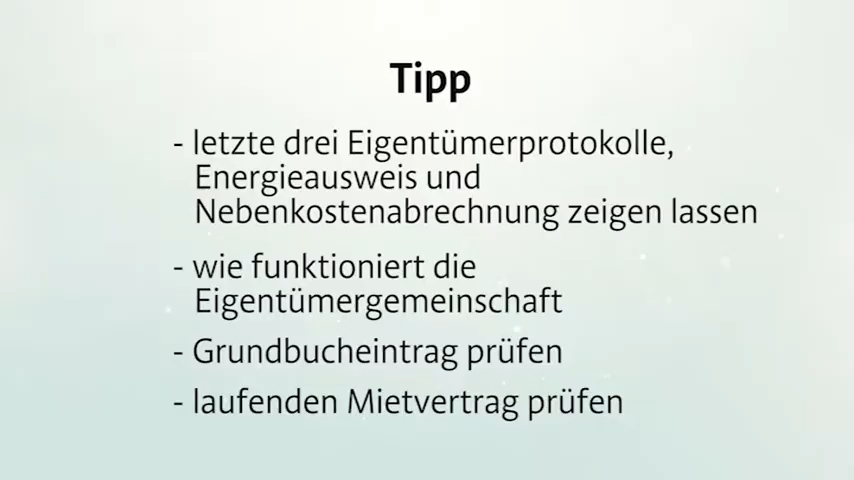 Tipp
- letzte drei Eigentümerprotokolle,
Energieausweis und
Nebenkostenabrechnung zeigen lassen
- wie funktioniert die
Eigentümergemeinschaft
- Grundbucheintrag prüfen
- laufenden Mietvertrag prüfen